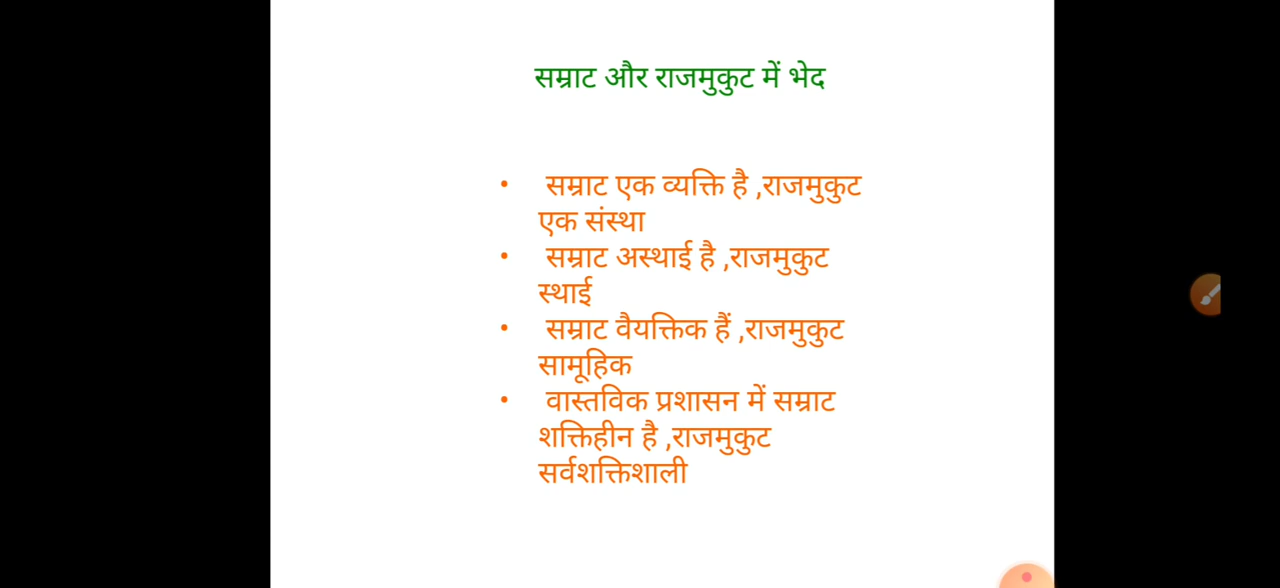 सम्राट और राजमुकुट में भेद
• सम्राट एक व्यक्ति है ,राजमुकुट
एक संस्था
• सम्राट अस्थाई है ,राजमुकुट
स्थाई
• सम्राट वैयक्तिक हैं ,राजमुकुट
सामूहिक
• वास्तविक प्रशासन में सम्राट
शक्तिहीन है ,राजमुकुट
सर्वशक्तिशाली